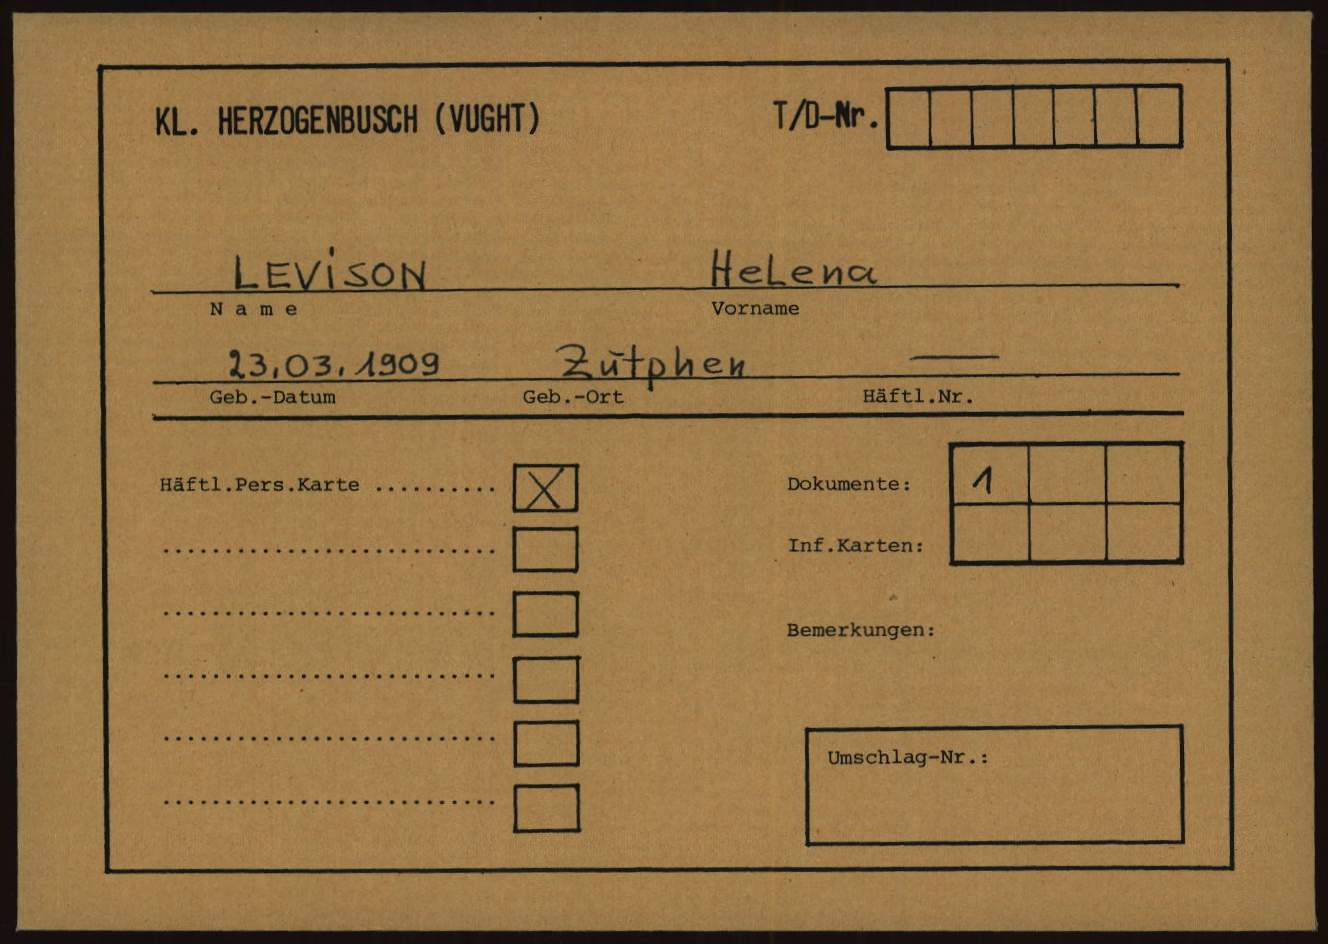 KL. HERZOGENBUSCH (VUGHT) T/D-Nr.
LEVISON Helena
Name Vorname
23.03.1909 Zutphen —
Geb.-Datum Geb.-Ort Häftl.Nr.
Häftl.Pers.Karte .......... X Dokumente: 1
Inf.Karten:
Bemerkungen:
Umschlag-Nr.: